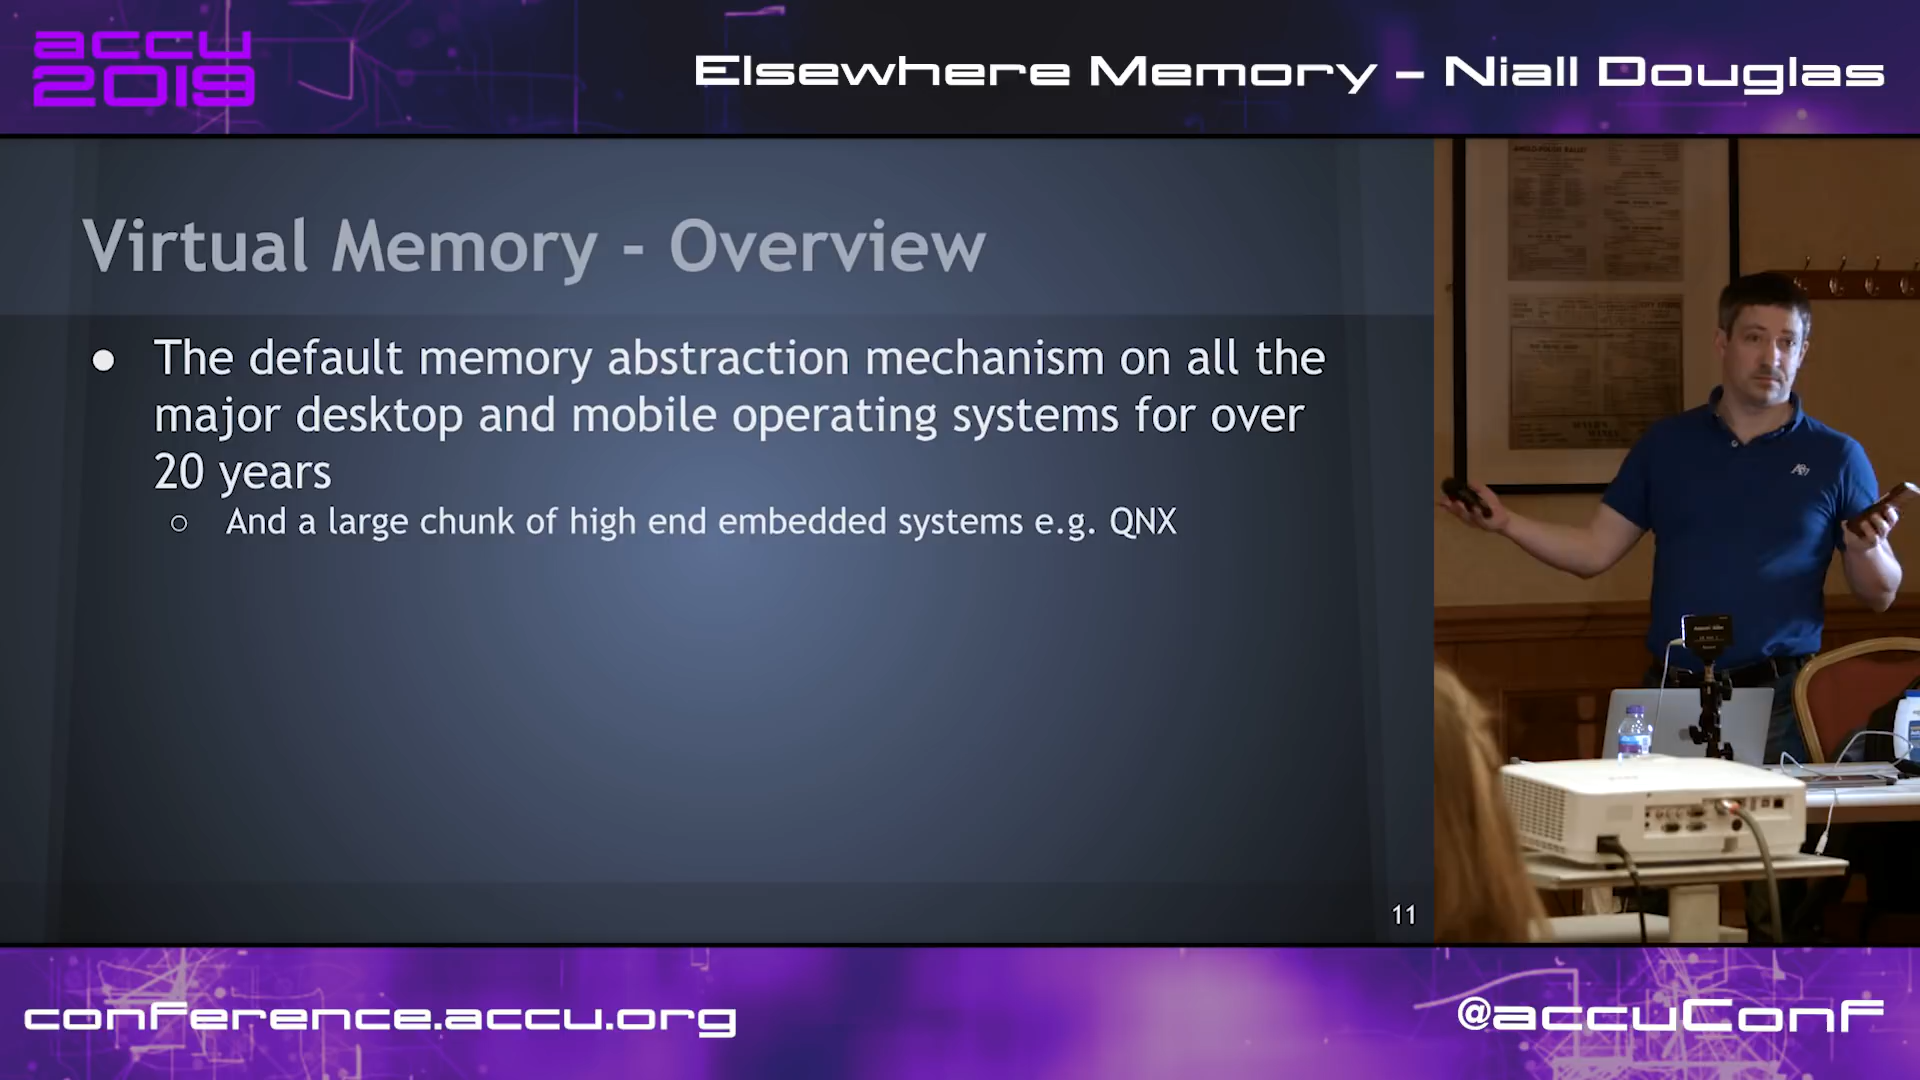 accu
2019
Elsewhere Memory – Niall Douglas
Virtual Memory - Overview
● The default memory abstraction mechanism on all the
major desktop and mobile operating systems for over
20 years
○ And a large chunk of high end embedded systems e.g. QNX
11
conference.accu.org
@accuConf